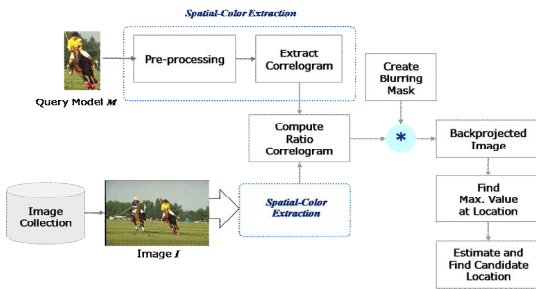 Spatial-Color Extraction
Pre-processing
Extract
Correlogram
Query Model M
Create
Blurring
Mask
Compute
Ratio
Correlogram
*
Backprojected
Image
Image
Collection
Image I
Spatial-Color
Extraction
Find
Max. Value
at Location
Estimate and
Find Candidate
Location